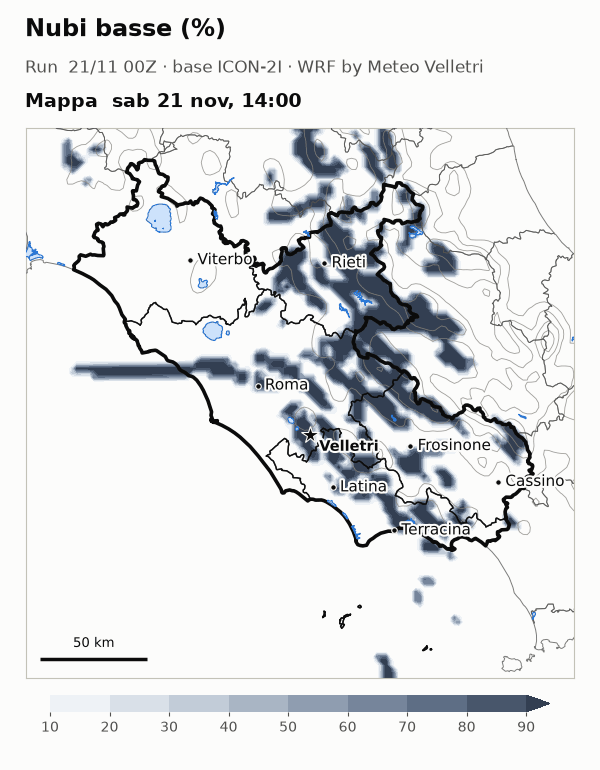 Nubi basse (%)
Run 21/11 00Z · base ICON-2I · WRF by Meteo Velletri
Mappa sab 21 nov, 14:00
Viterbo
Rieti
Roma
Velletri
Frosinone
Latina
Cassino
Terracina
50 km
10 20 30 40 50 60 70 80 90